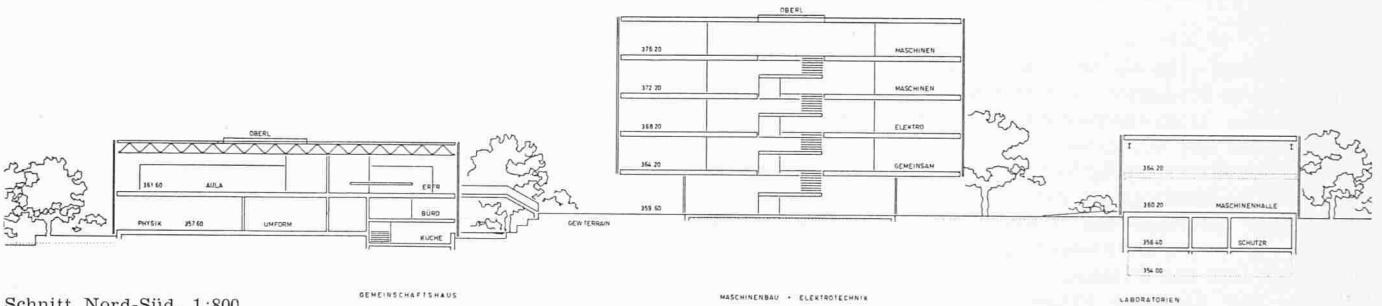 OBERL
376.20 MASCHINEN
372.20 MASCHINEN
368.20 ELEKTRO
364.20 GEMEINSAM
359.60
OBERL
361.60 AULA ERFR
BÜRO
PHYSIK 357.60 UMFORM
KÜCHE
GEW TERRAIN
364.20
360.20 MASCHINENHALLE
356.40 SCHUTZR
354.00
Schnitt Nord-Süd 1:800
GEMEINSCHAFTSHAUS
MASCHINENBAU + ELEKTROTECHNIK
LABORATORIEN